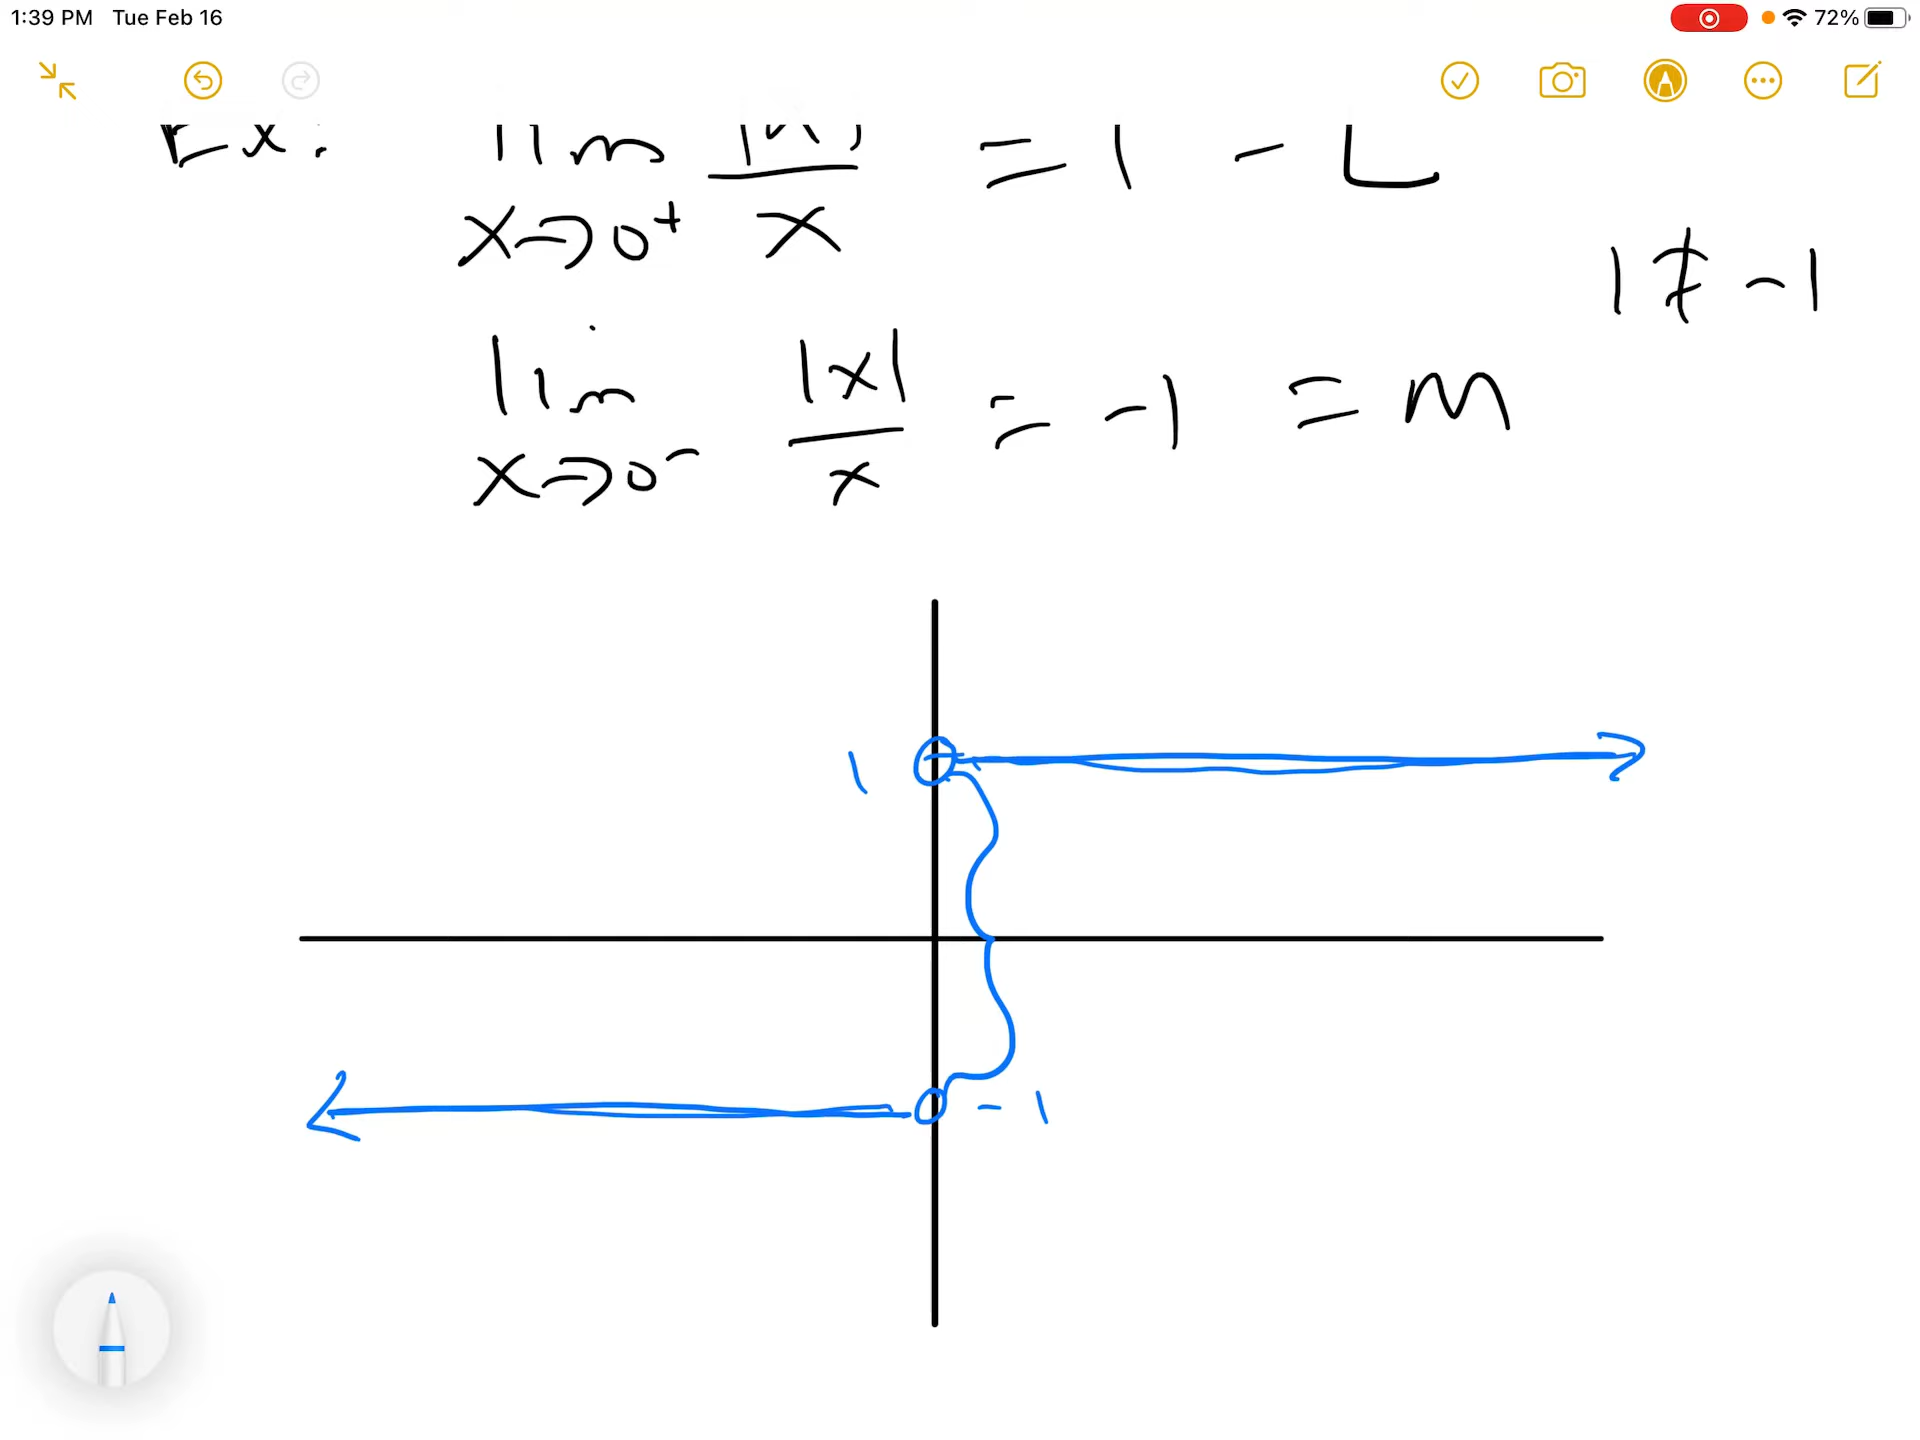 1:39 PM Tue Feb 16 72%
Ex: lim |x|/x = 1 - L
x→0⁺
1 ≠ -1
lim |x|/x = -1 = M
x→0⁻
1
-1